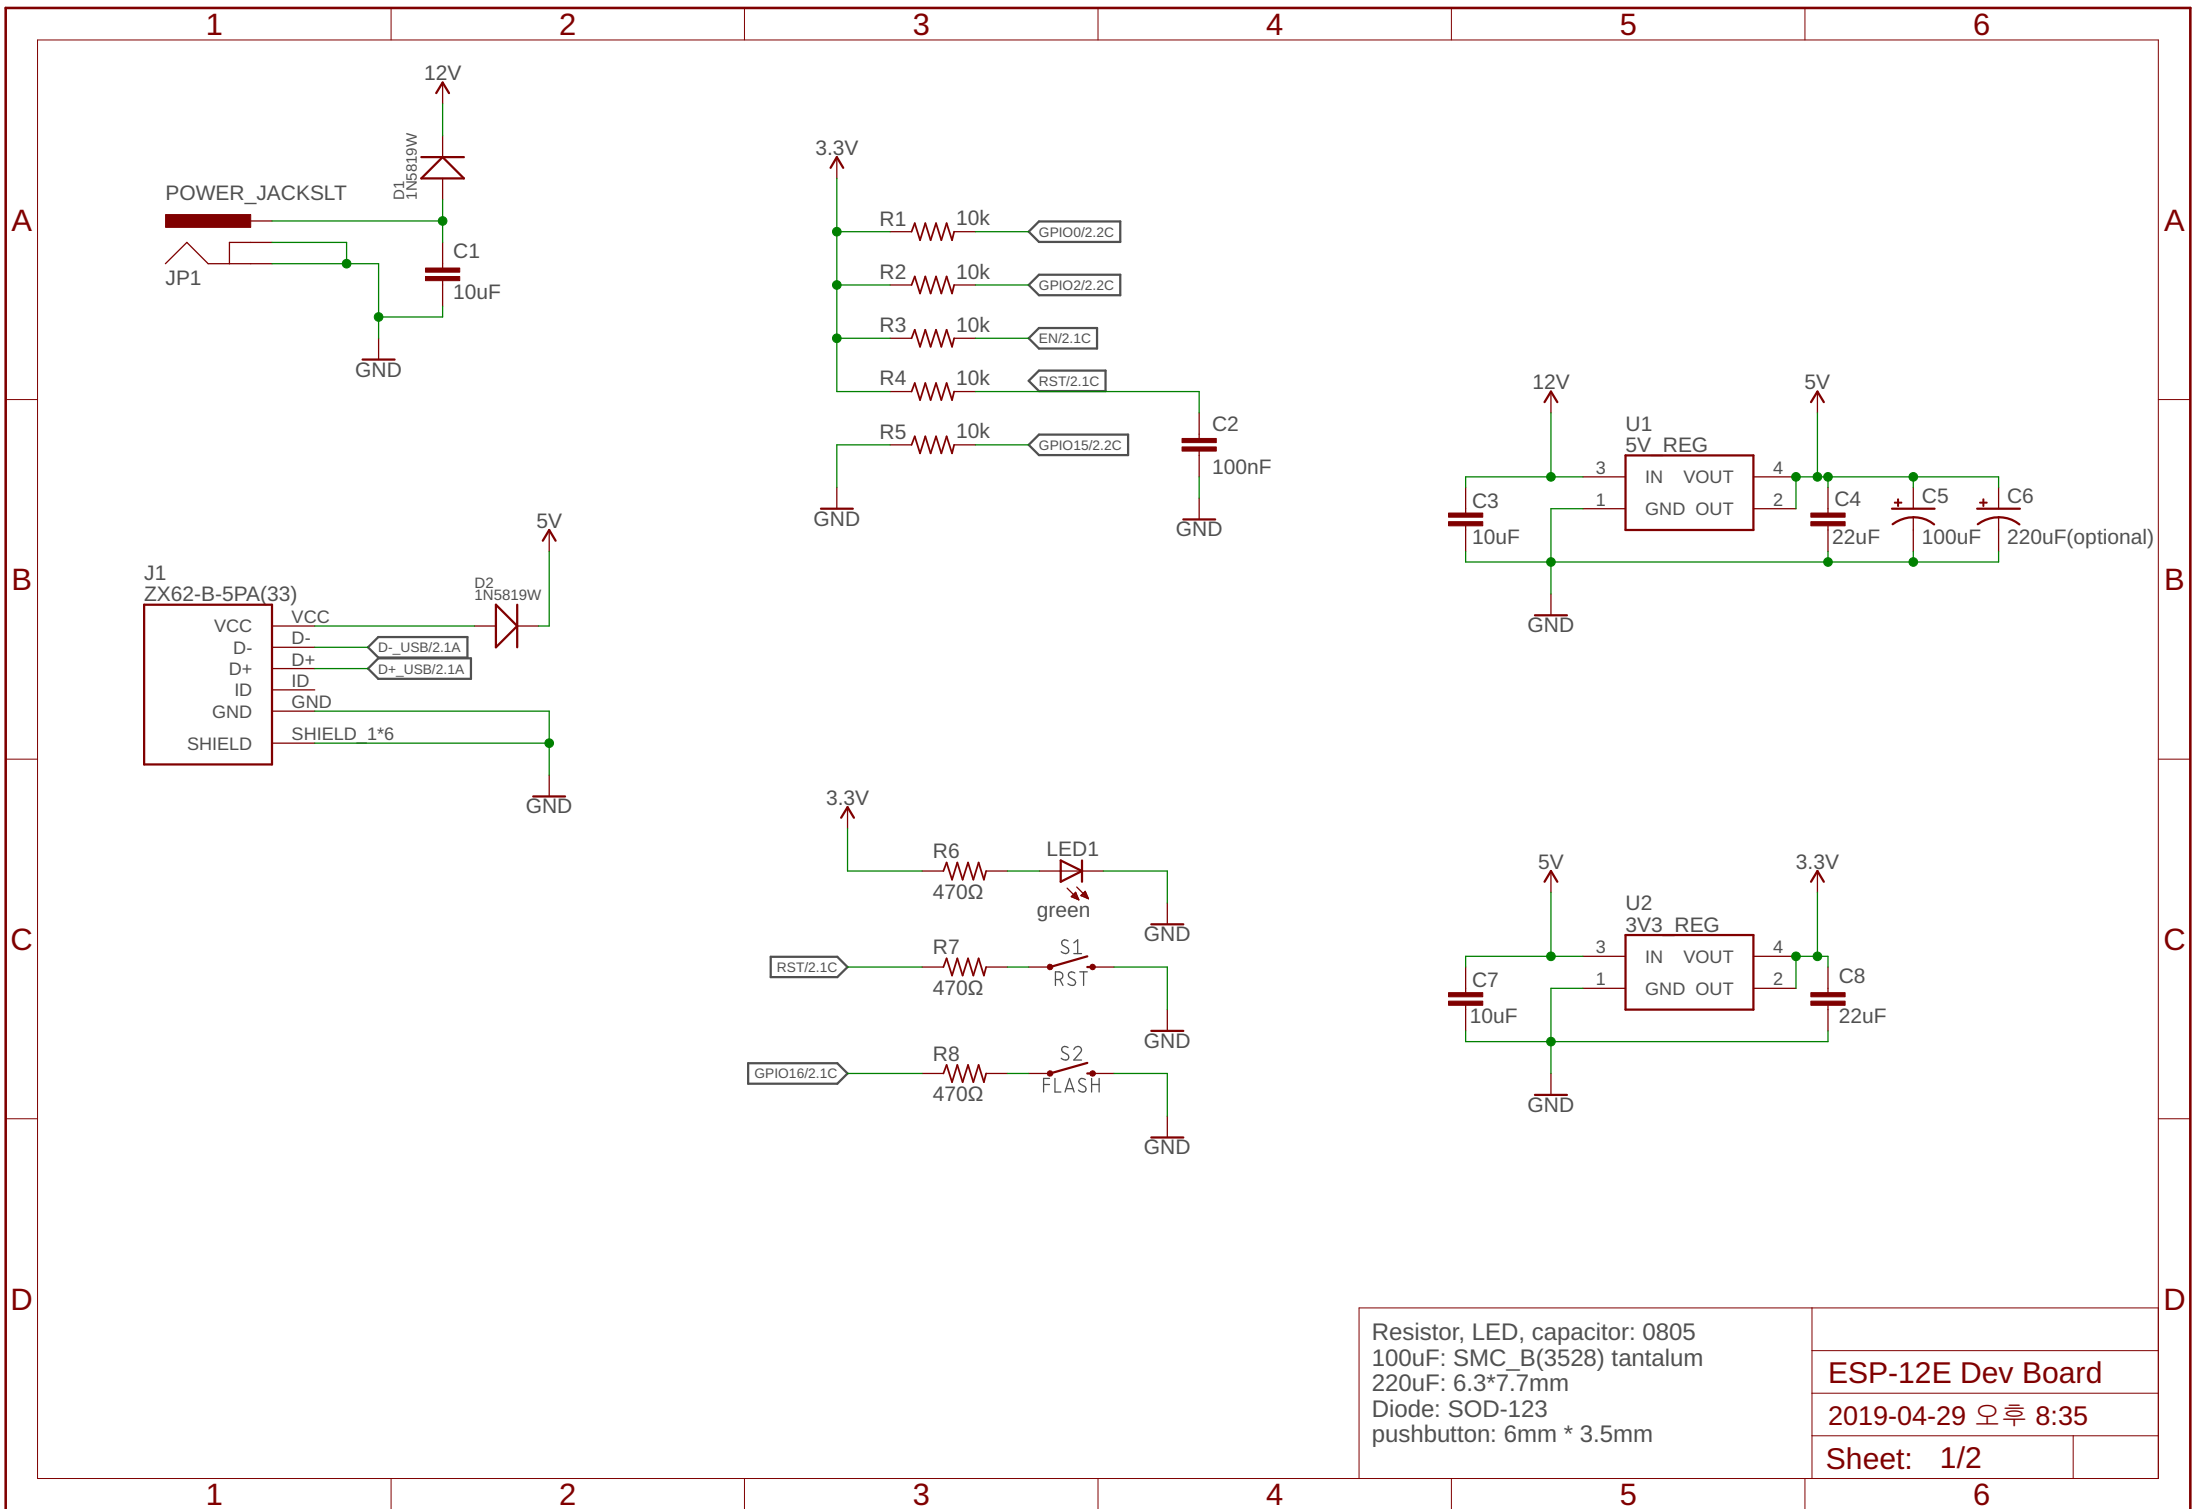 1 2 3 4 5 6
A
A
B
B
C
C
D
D
12V
D1
1N5819W
POWER_JACKSLT
JP1
C1
10uF
GND
3.3V
R1 10k GPIO0/2.2C
R2 10k GPIO2/2.2C
R3 10k EN/2.1C
R4 10k RST/2.1C
R5 10k GPIO15/2.2C
C2
100nF
GND
GND
12V
5V
U1
5V_REG
3 IN VOUT 4
1 GND OUT 2
C3
10uF
C4
22uF
C5
100uF
C6
220uF(optional)
GND
5V
D2
1N5819W
J1
ZX62-B-5PA(33)
VCC VCC
D- D- D-_USB/2.1A
D+ D+ D+_USB/2.1A
ID ID
GND GND
SHIELD SHIELD_1*6
GND
3.3V
R6
470Ω
LED1
green
GND
RST/2.1C
R7
470Ω
S1
RST
GND
GPIO16/2.1C
R8
470Ω
S2
FLASH
GND
5V
3.3V
U2
3V3_REG
3 IN VOUT 4
1 GND OUT 2
C7
10uF
C8
22uF
GND
Resistor, LED, capacitor: 0805
100uF: SMC_B(3528) tantalum
220uF: 6.3*7.7mm
Diode: SOD-123
pushbutton: 6mm * 3.5mm
ESP-12E Dev Board
2019-04-29 오후 8:35
Sheet: 1/2
1 2 3 4 5 6